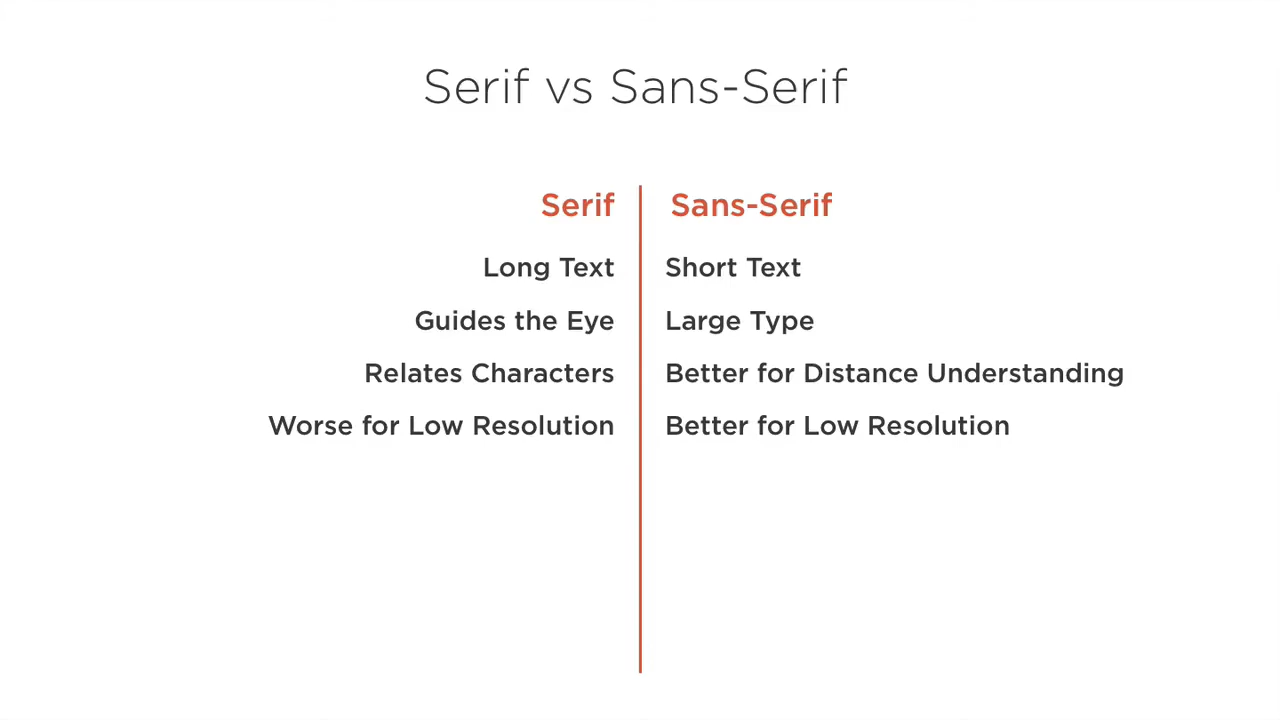 Serif vs Sans-Serif
Serif
Long Text
Guides the Eye
Relates Characters
Worse for Low Resolution
Sans-Serif
Short Text
Large Type
Better for Distance Understanding
Better for Low Resolution